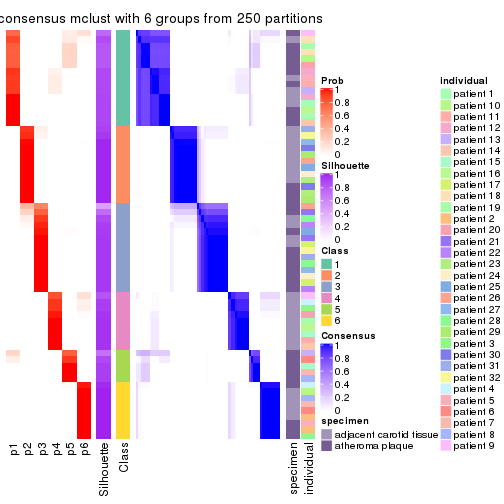 consensus mclust with 6 groups from 250 partitions
Prob
1
0.8
0.6
0.4
0.2
0
Silhouette
1
0.8
0.6
0.4
0.2
0
Class
1
2
3
4
5
6
Consensus
1
0.8
0.6
0.4
0.2
0
specimen
adjacent carotid tissue
atheroma plaque
individual
patient 1
patient 10
patient 11
patient 12
patient 13
patient 14
patient 15
patient 16
patient 17
patient 18
patient 19
patient 2
patient 20
patient 21
patient 22
patient 23
patient 24
patient 25
patient 26
patient 27
patient 28
patient 29
patient 3
patient 30
patient 31
patient 32
patient 4
patient 5
patient 6
patient 7
patient 8
patient 9
p1
p2
p3
p4
p5
p6
Silhouette
Class
specimen
individual